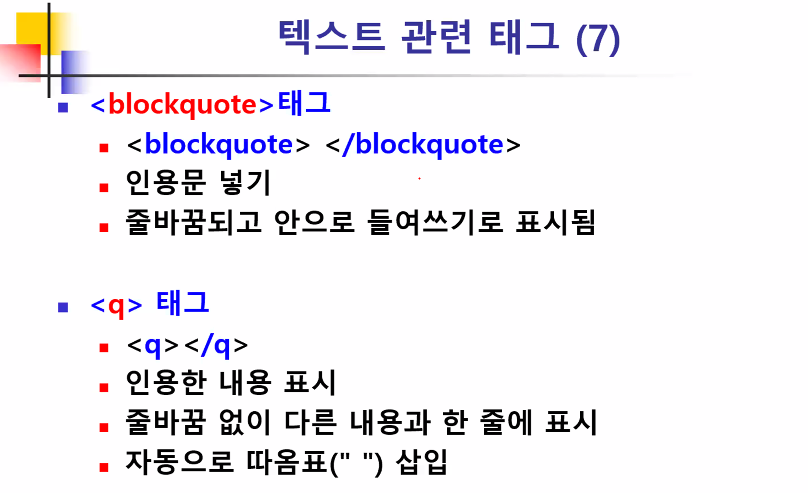 텍스트 관련 태그 (7)
<blockquote>태그
<blockquote> </blockquote>
인용문 넣기
줄바꿈되고 안으로 들여쓰기로 표시됨
<q> 태그
<q></q>
인용한 내용 표시
줄바꿈 없이 다른 내용과 한 줄에 표시
자동으로 따옴표(" ") 삽입